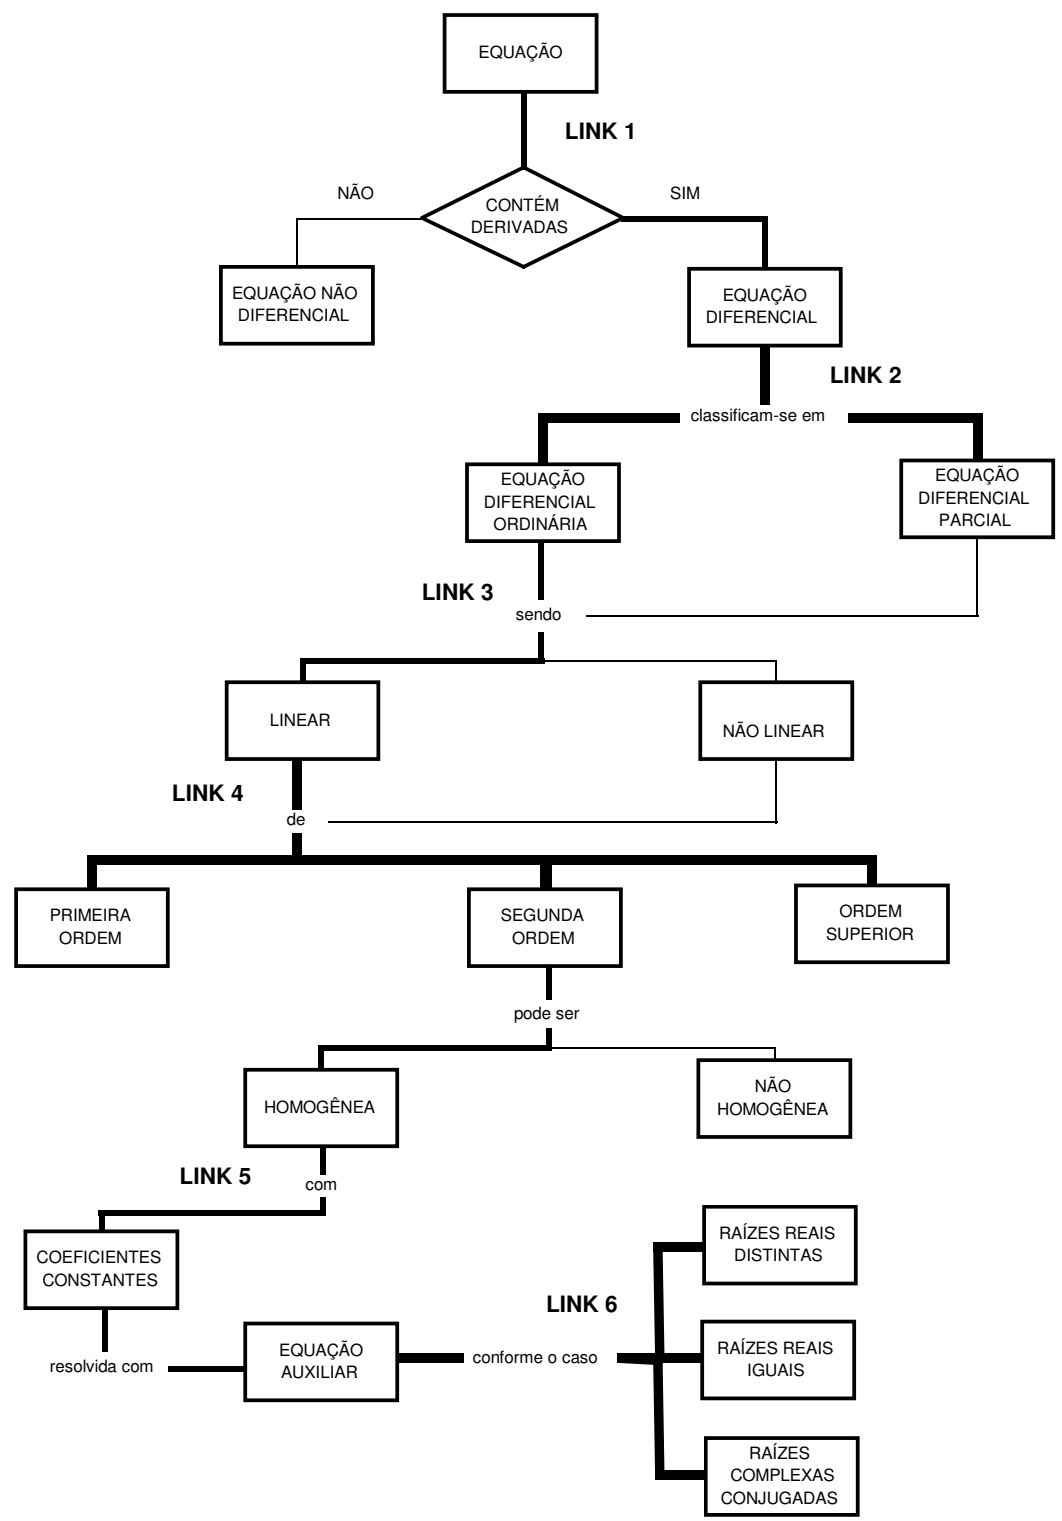 EQUAÇÃO
LINK 1
NÃO
SIM
CONTÉM
DERIVADAS
EQUAÇÃO NÃO
DIFERENCIAL
EQUAÇÃO
DIFERENCIAL
LINK 2
classificam-se em
EQUAÇÃO
DIFERENCIAL
ORDINÁRIA
EQUAÇÃO
DIFERENCIAL
PARCIAL
LINK 3
sendo
LINEAR
NÃO LINEAR
LINK 4
de
PRIMEIRA
ORDEM
SEGUNDA
ORDEM
ORDEM
SUPERIOR
pode ser
HOMOGÊNEA
NÃO
HOMOGÊNEA
LINK 5
com
COEFICIENTES
CONSTANTES
resolvida com
EQUAÇÃO
AUXILIAR
LINK 6
conforme o caso
RAÍZES REAIS
DISTINTAS
RAÍZES REAIS
IGUAIS
RAÍZES
COMPLEXAS
CONJUGADAS